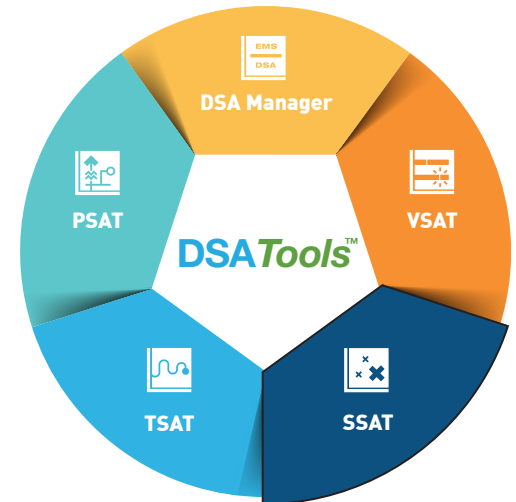 EMS
DSA
DSA Manager
PSAT
VSAT
DSATools™
TSAT
SSAT